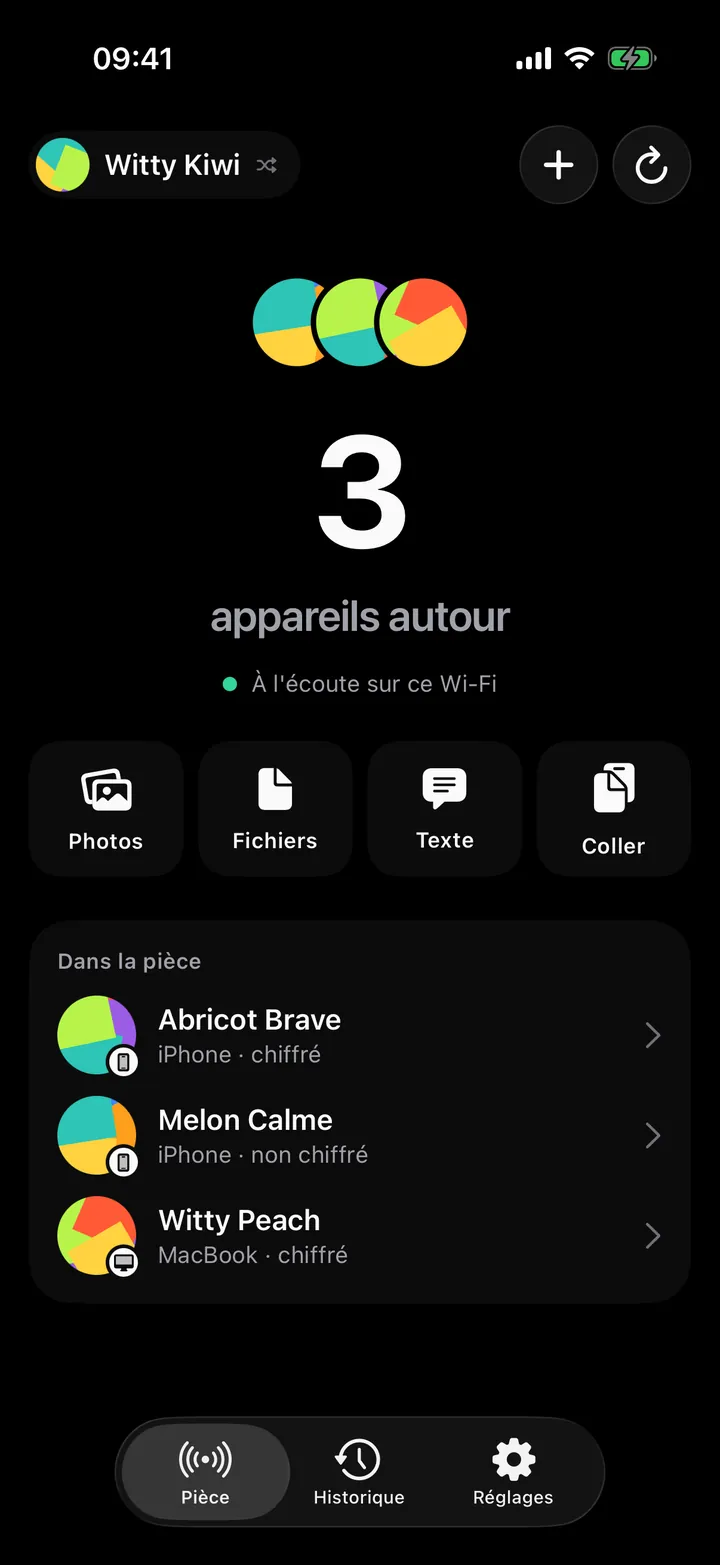 09:41
Witty Kiwi
3
appareils autour
À l'écoute sur ce Wi-Fi
Photos
Fichiers
Texte
Coller
Dans la pièce
Abricot Brave
iPhone · chiffré
Melon Calme
iPhone · non chiffré
Witty Peach
MacBook · chiffré
Pièce
Historique
Réglages